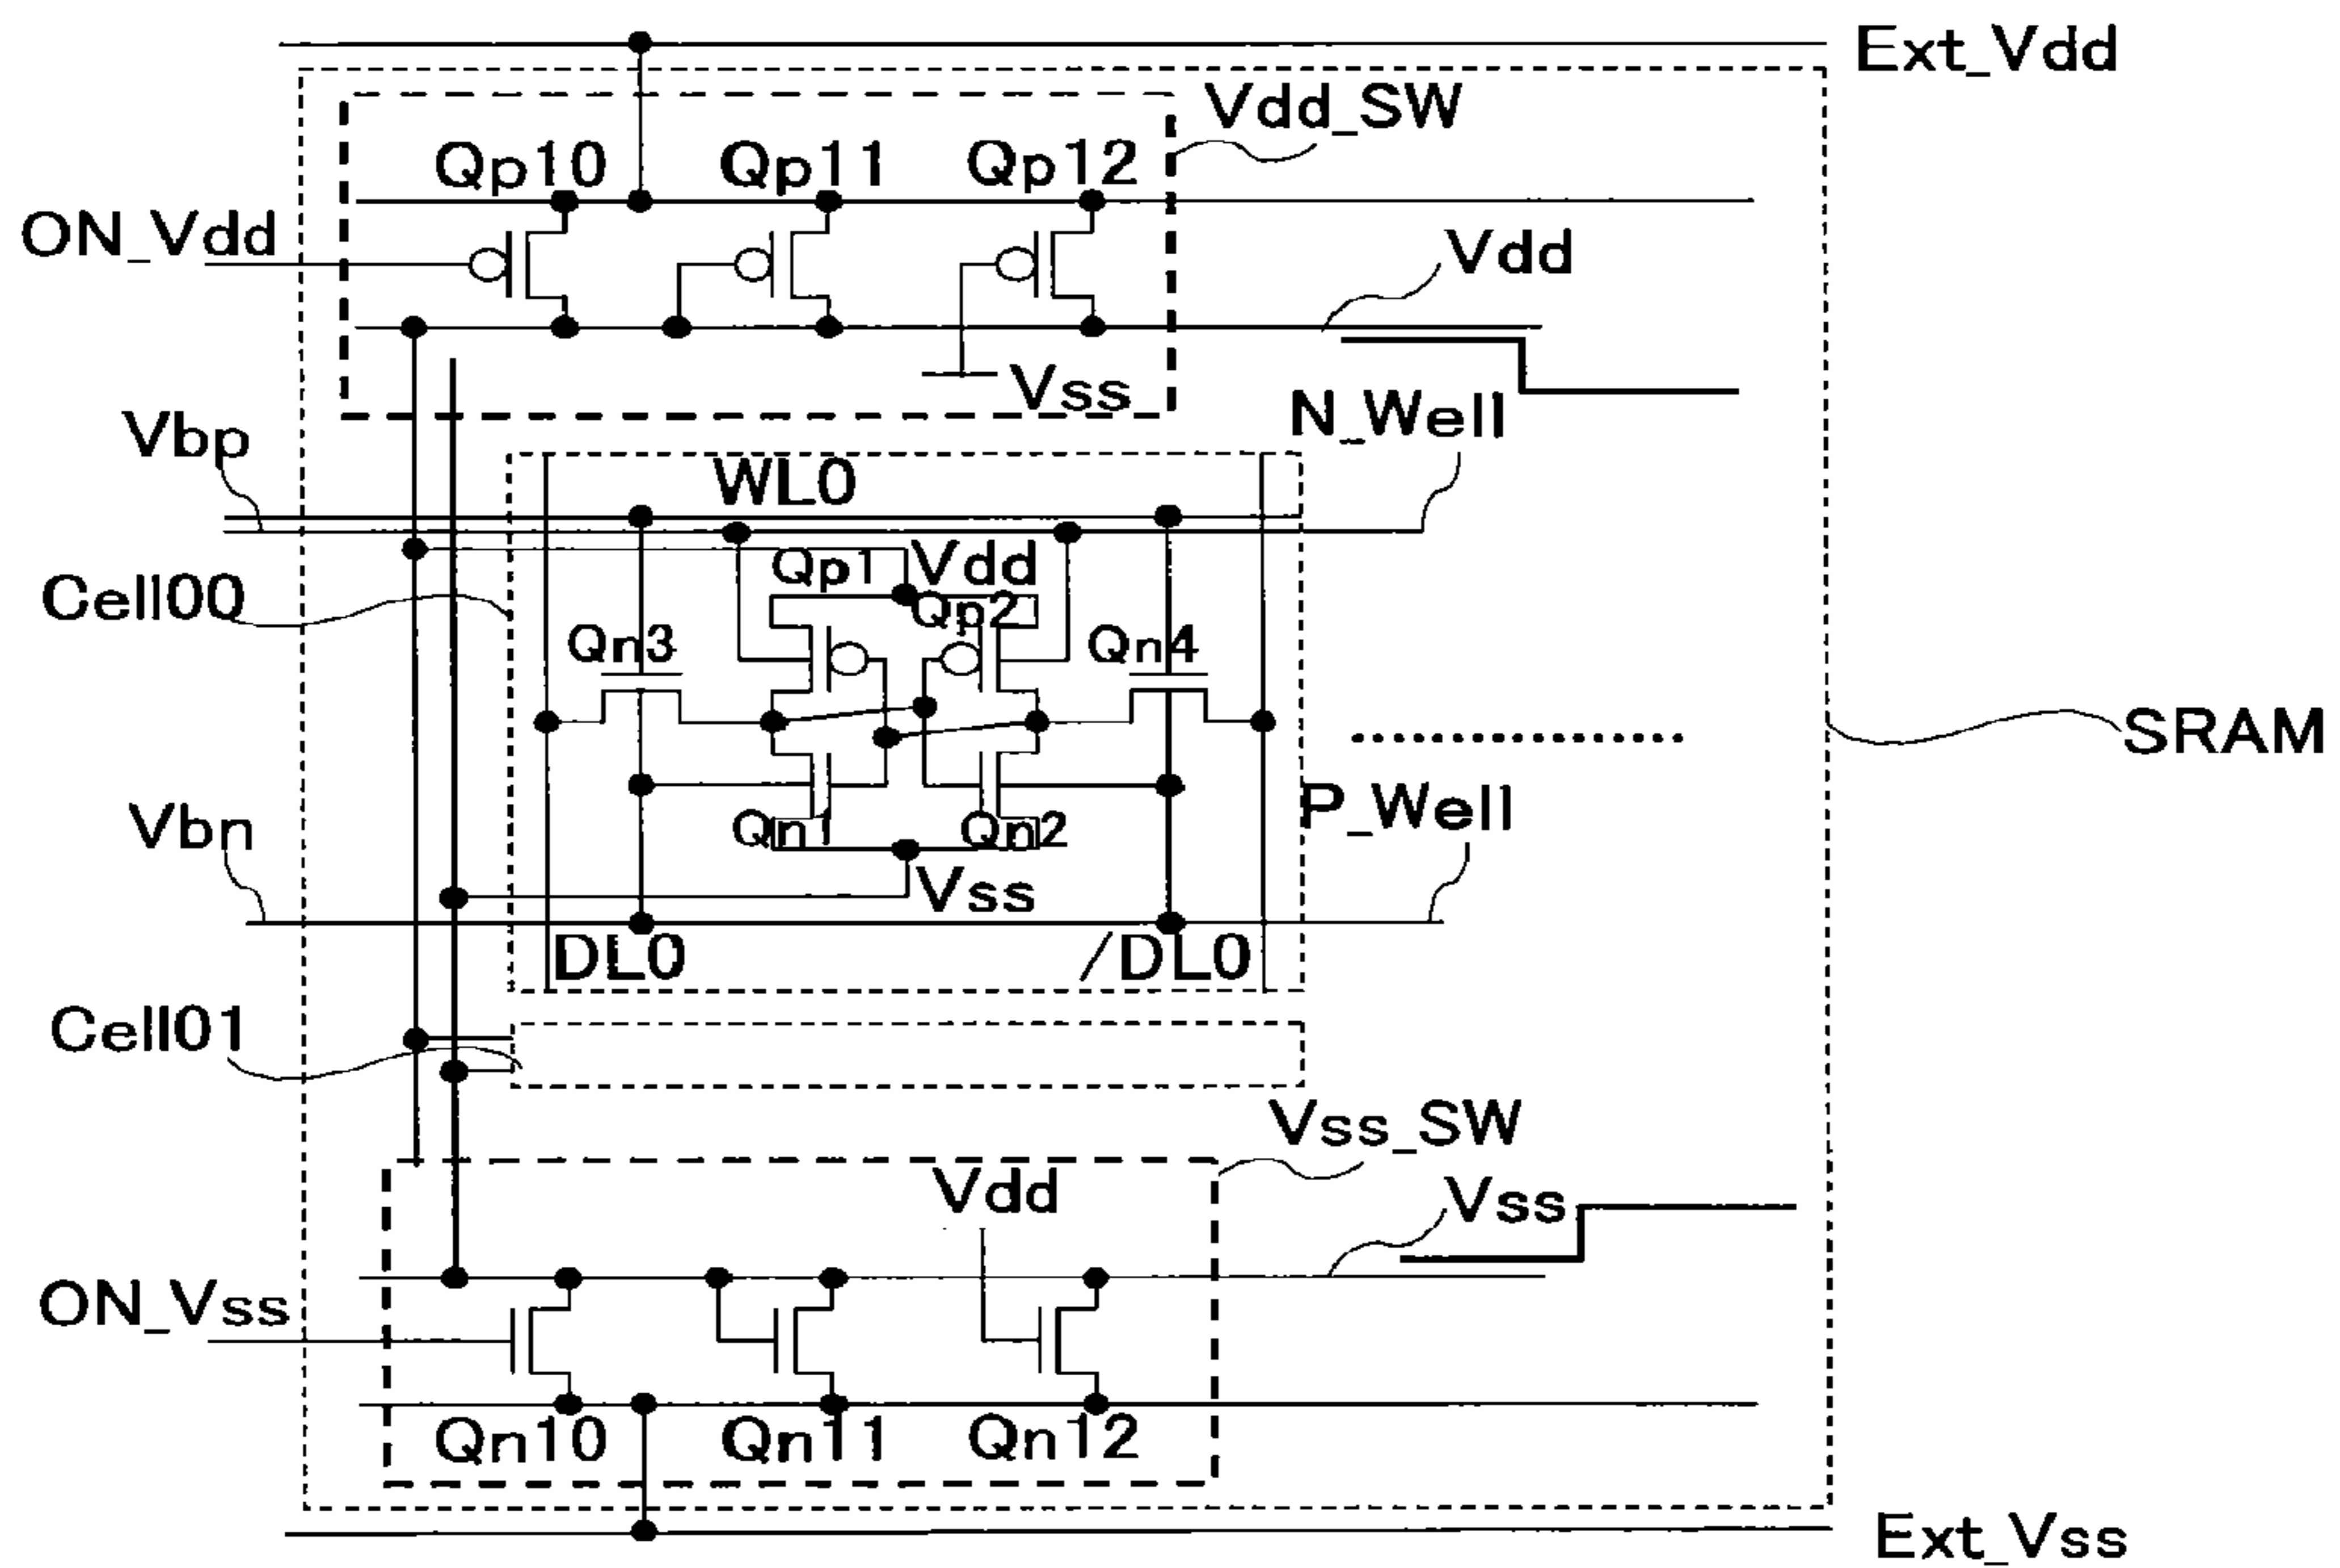 Ext_Vdd
Vdd_SW
Qp10 Qp11 Qp12
ON_Vdd
Vdd
Vss
N_Well
Vbp
WL0
Qp1 Vdd
Cell00
Qp2
Qn3 Qn4
SRAM
P_Well
Vbn
Qn1 Qn2
Vss
DL0 /DL0
Cell01
Vss_SW
Vdd
Vss
ON_Vss
Qn10 Qn11 Qn12
Ext_Vss